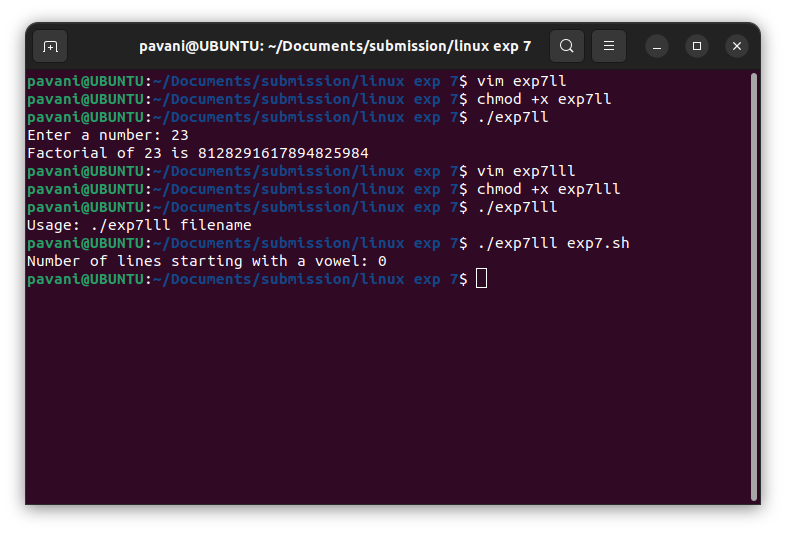 pavani@UBUNTU: ~/Documents/submission/linux exp 7
pavani@UBUNTU:~/Documents/submission/linux exp 7$ vim exp7ll
pavani@UBUNTU:~/Documents/submission/linux exp 7$ chmod +x exp7ll
pavani@UBUNTU:~/Documents/submission/linux exp 7$ ./exp7ll
Enter a number: 23
Factorial of 23 is 8128291617894825984
pavani@UBUNTU:~/Documents/submission/linux exp 7$ vim exp7lll
pavani@UBUNTU:~/Documents/submission/linux exp 7$ chmod +x exp7lll
pavani@UBUNTU:~/Documents/submission/linux exp 7$ ./exp7lll
Usage: ./exp7lll filename
pavani@UBUNTU:~/Documents/submission/linux exp 7$ ./exp7lll exp7.sh
Number of lines starting with a vowel: 0
pavani@UBUNTU:~/Documents/submission/linux exp 7$